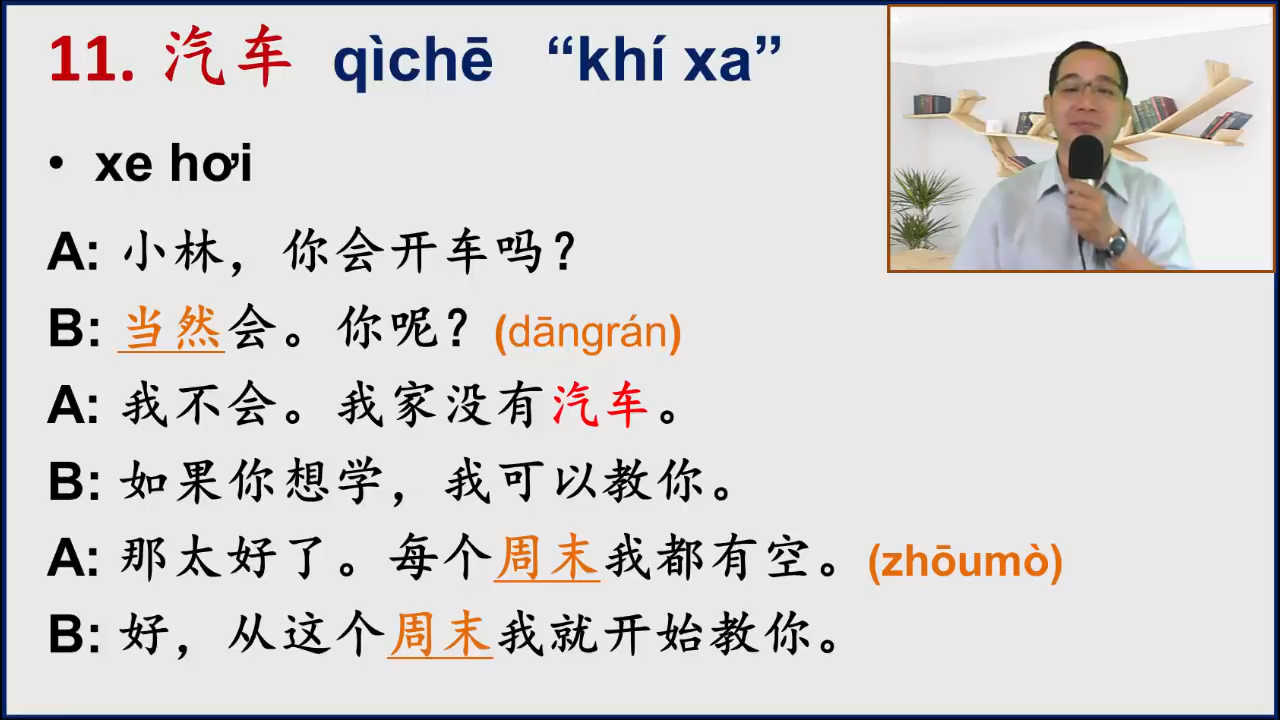 11. 汽车 qìchē “khí xa”
• xe hơi
A: 小林，你会开车吗？
B: 当然会。你呢？(dāngrán)
A: 我不会。我家没有汽车。
B: 如果你想学，我可以教你。
A: 那太好了。每个周末我都有空。(zhōumò)
B: 好，从这个周末我就开始教你。